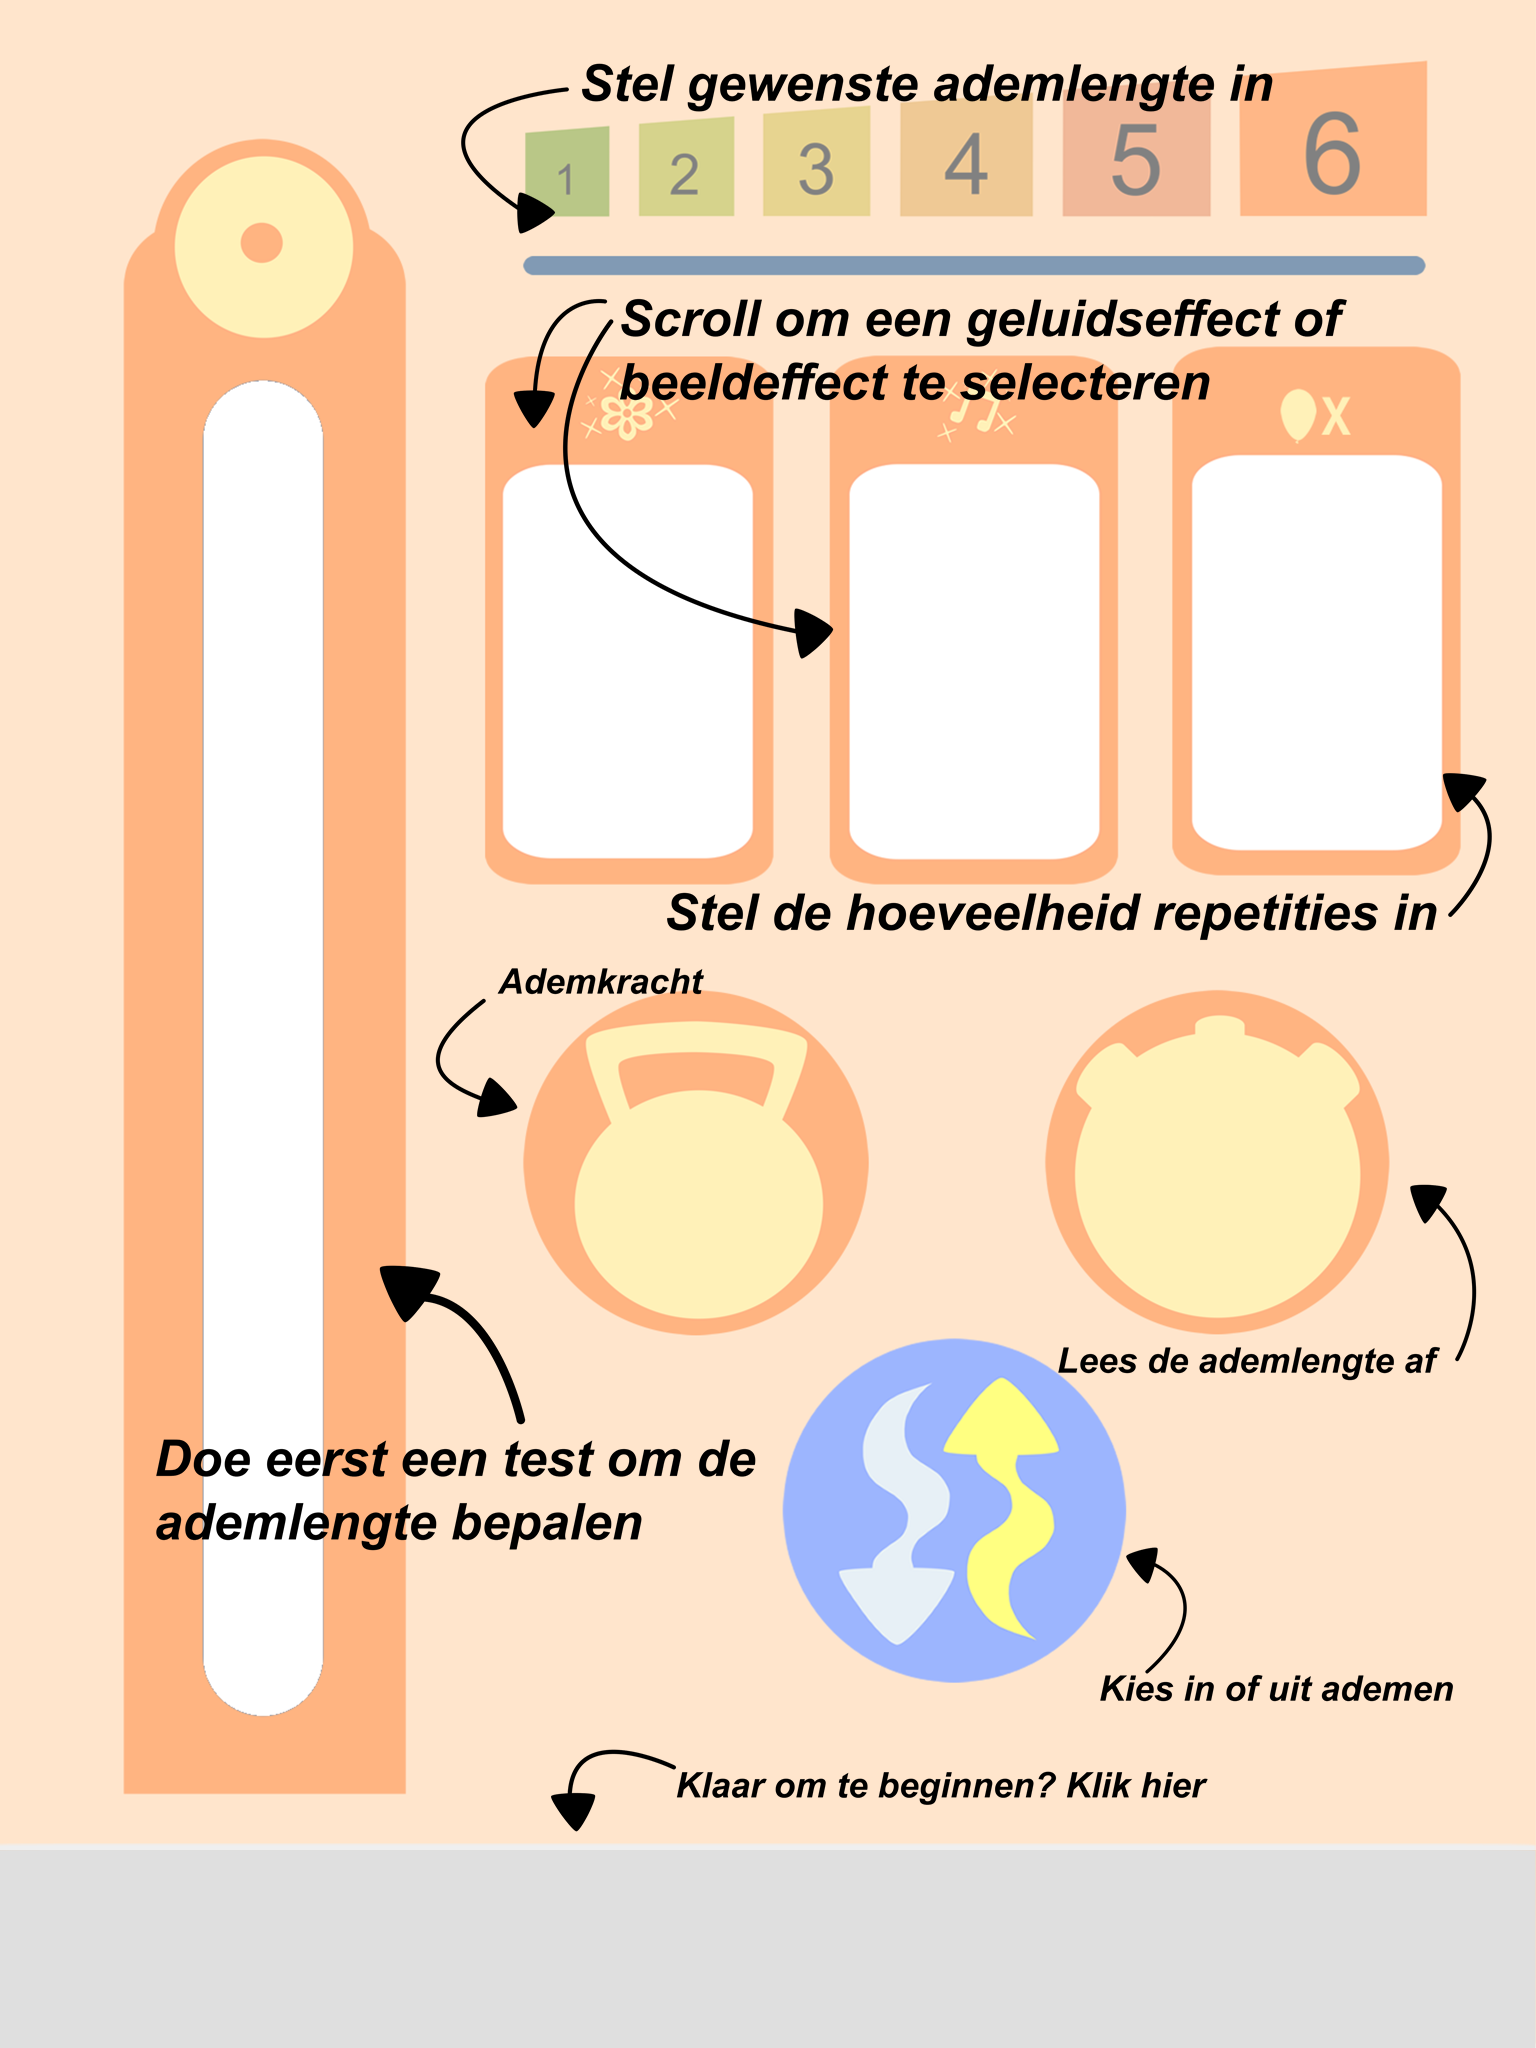 Stel gewenste ademlengte in
1 2 3 4 5 6
Scroll om een geluidseffect of
beeldeffect te selecteren
X
Stel de hoeveelheid repetities in
Ademkracht
Lees de ademlengte af
Doe eerst een test om de
ademlengte bepalen
Kies in of uit ademen
Klaar om te beginnen? Klik hier